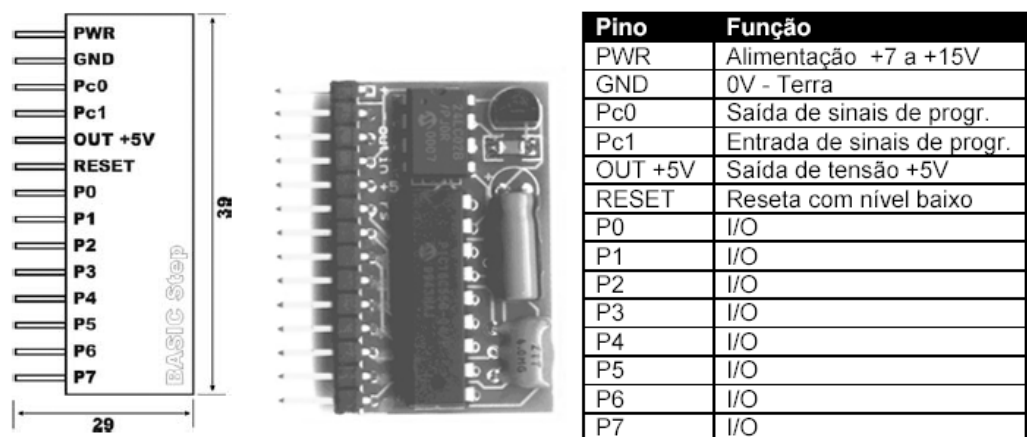 PWR
GND
Pc0
Pc1
OUT +5V
RESET
P0
P1
P2
P3
P4
P5
P6
P7
BASIC Step
39
29
Pino Função
PWR Alimentação +7 a +15V
GND 0V - Terra
Pc0 Saída de sinais de progr.
Pc1 Entrada de sinais de progr.
OUT +5V Saída de tensão +5V
RESET Reseta com nível baixo
P0 I/O
P1 I/O
P2 I/O
P3 I/O
P4 I/O
P5 I/O
P6 I/O
P7 I/O